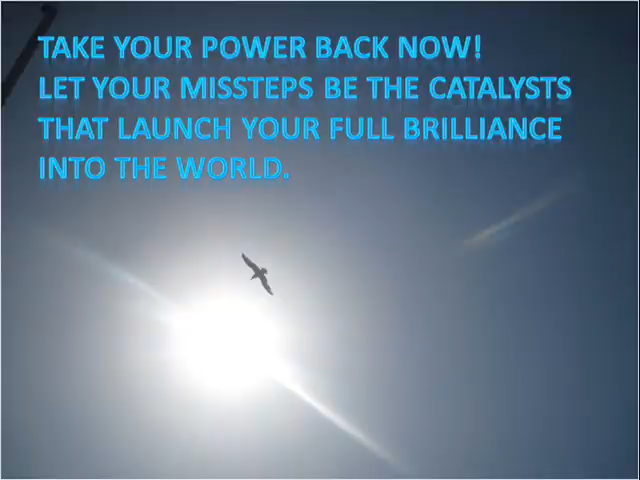 TAKE YOUR POWER BACK NOW!
LET YOUR MISSTEPS BE THE CATALYSTS
THAT LAUNCH YOUR FULL BRILLIANCE
INTO THE WORLD.